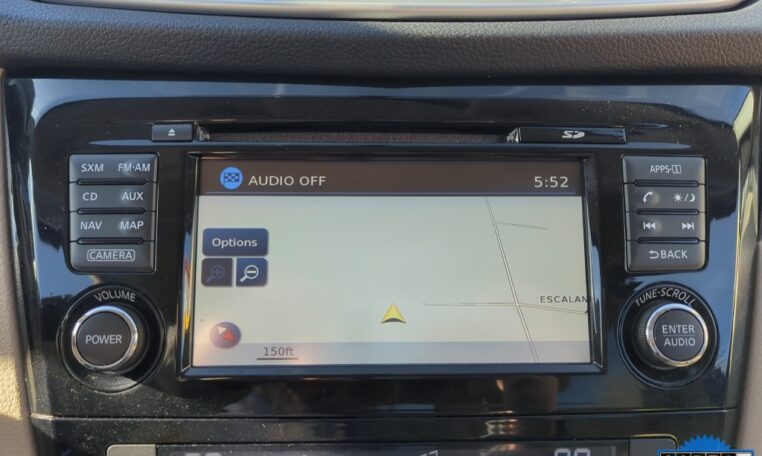 SD
SXM FM·AM
CD AUX
NAV MAP
CAMERA
VOLUME
POWER
AUDIO OFF 5:52
Options
ESCALAN
150ft
APPS·i
BACK
TUNE·SCROLL
ENTER
AUDIO